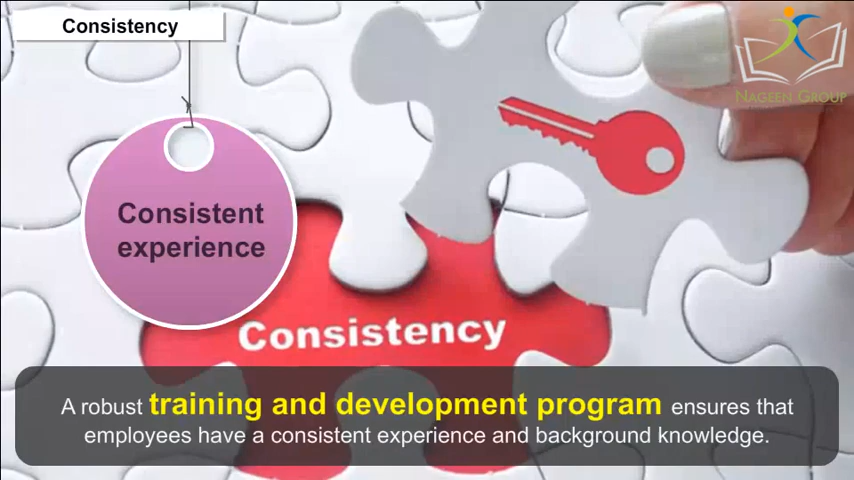 Consistency
NAGEEN GROUP
Consistent
experience
Consistency
A robust training and development program ensures that
employees have a consistent experience and background knowledge.